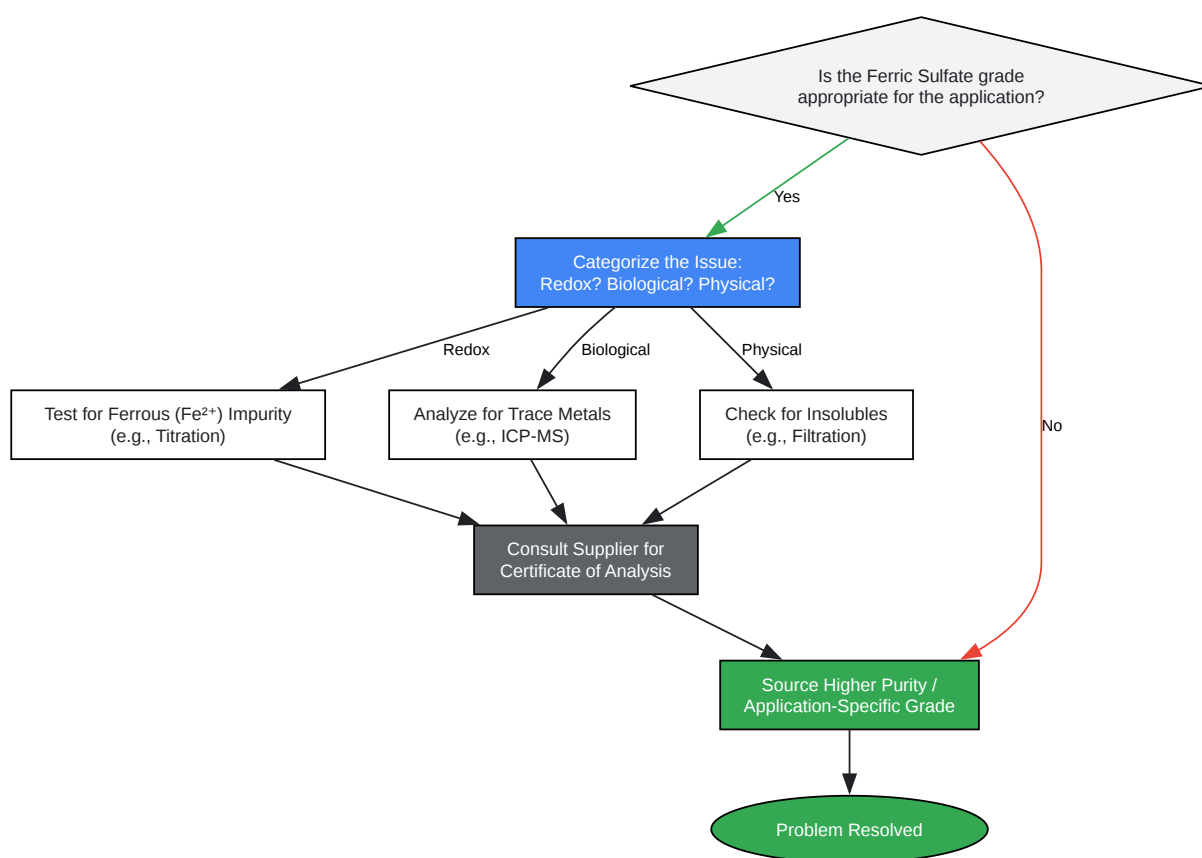 Is the Ferric Sulfate grade
appropriate for the application?
Yes
Categorize the Issue:
Redox? Biological? Physical?
Redox
Biological
Physical
Test for Ferrous (Fe²⁺) Impurity
(e.g., Titration)
Analyze for Trace Metals
(e.g., ICP-MS)
Check for Insolubles
(e.g., Filtration)
No
Consult Supplier for
Certificate of Analysis
Source Higher Purity /
Application-Specific Grade
Problem Resolved